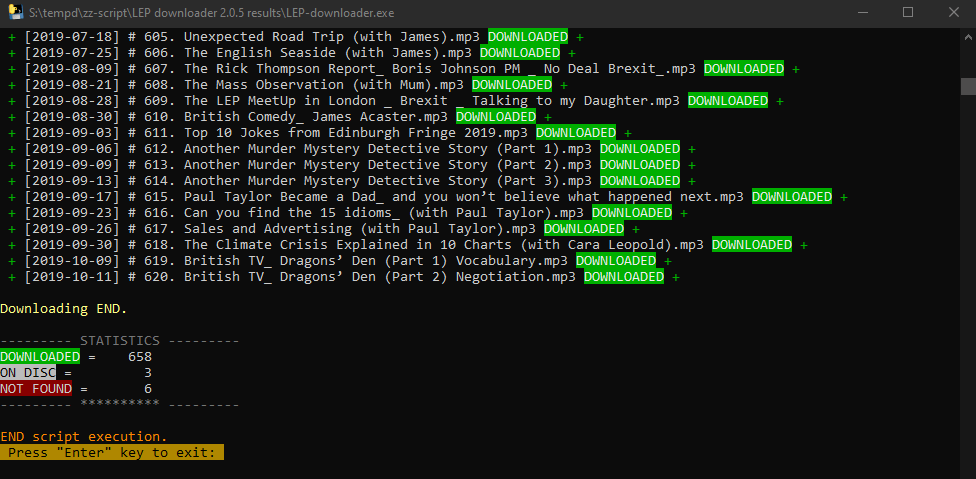 S:\tempd\zz-script\LEP downloader 2.0.5 results\LEP-downloader.exe
+ [2019-07-18] # 605. Unexpected Road Trip (with James).mp3 DOWNLOADED +
+ [2019-07-25] # 606. The English Seaside (with James).mp3 DOWNLOADED +
+ [2019-08-09] # 607. The Rick Thompson Report_ Boris Johnson PM _ No Deal Brexit_.mp3 DOWNLOADED +
+ [2019-08-21] # 608. The Mass Observation (with Mum).mp3 DOWNLOADED +
+ [2019-08-28] # 609. The LEP MeetUp in London _ Brexit _ Talking to my Daughter.mp3 DOWNLOADED +
+ [2019-08-30] # 610. British Comedy_ James Acaster.mp3 DOWNLOADED +
+ [2019-09-03] # 611. Top 10 Jokes from Edinburgh Fringe 2019.mp3 DOWNLOADED +
+ [2019-09-06] # 612. Another Murder Mystery Detective Story (Part 1).mp3 DOWNLOADED +
+ [2019-09-09] # 613. Another Murder Mystery Detective Story (Part 2).mp3 DOWNLOADED +
+ [2019-09-13] # 614. Another Murder Mystery Detective Story (Part 3).mp3 DOWNLOADED +
+ [2019-09-17] # 615. Paul Taylor Became a Dad_ and you won’t believe what happened next.mp3 DOWNLOADED +
+ [2019-09-23] # 616. Can you find the 15 idioms_ (with Paul Taylor).mp3 DOWNLOADED +
+ [2019-09-26] # 617. Sales and Advertising (with Paul Taylor).mp3 DOWNLOADED +
+ [2019-09-30] # 618. The Climate Crisis Explained in 10 Charts (with Cara Leopold).mp3 DOWNLOADED +
+ [2019-10-09] # 619. British TV_ Dragons’ Den (Part 1) Vocabulary.mp3 DOWNLOADED +
+ [2019-10-11] # 620. British TV_ Dragons’ Den (Part 2) Negotiation.mp3 DOWNLOADED +
Downloading END.
--------- STATISTICS ---------
DOWNLOADED = 658
ON DISC = 3
NOT FOUND = 6
--------- ********** ---------
END script execution.
Press "Enter" key to exit: